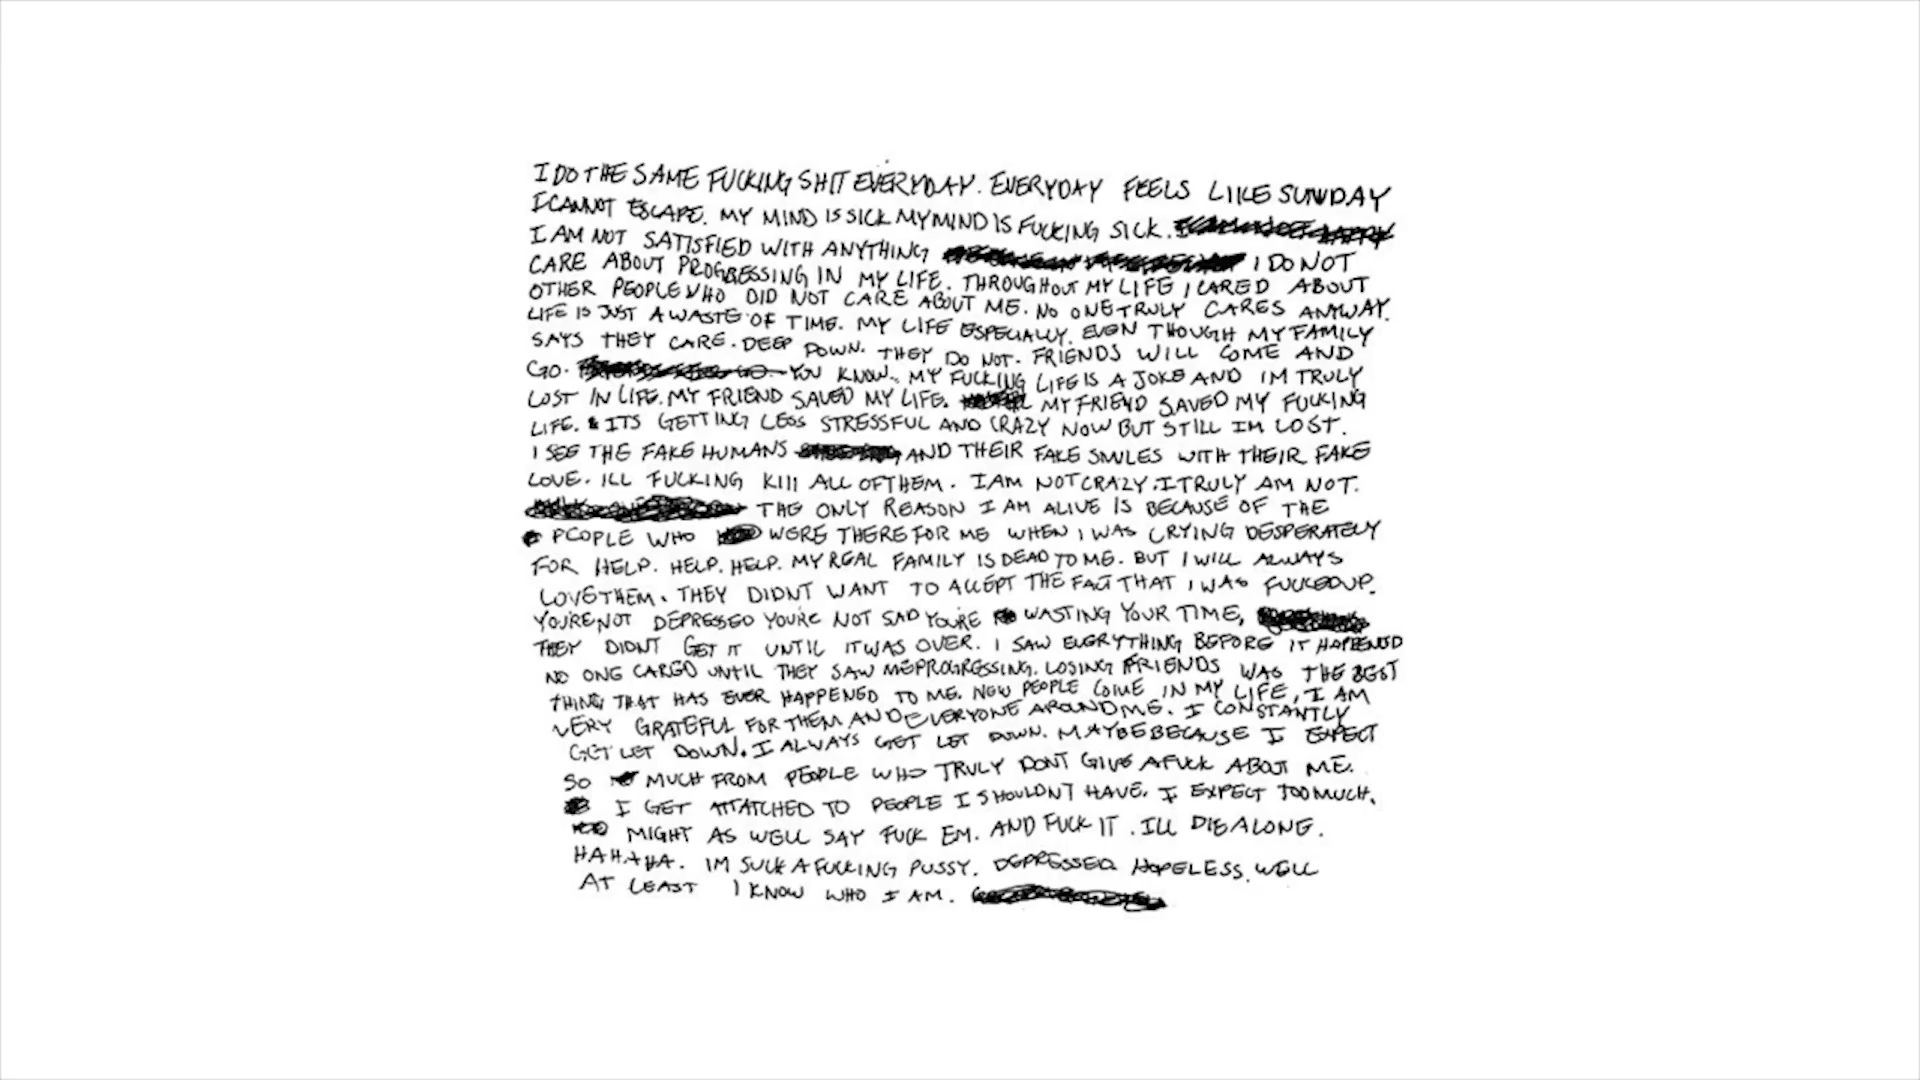 I DO THE SAME FUCKING SHIT EVERYDAY. EVERYDAY FEELS LIKE SUNDAY
I CANNOT ESCAPE. MY MIND IS SICK MY MIND IS FUCKING SICK.
I AM NOT SATISFIED WITH ANYTHING I DO NOT
CARE ABOUT PROGRESSING IN MY LIFE. THROUGHOUT MY LIFE I CARED ABOUT
OTHER PEOPLE WHO DID NOT CARE ABOUT ME. NO ONE TRULY CARES ANYWAY.
LIFE IS JUST A WASTE OF TIME. MY LIFE ESPECIALLY. EVEN THOUGH MY FAMILY
SAYS THEY CARE. DEEP DOWN. THEY DO NOT. FRIENDS WILL COME AND
GO. YOU KNOW. MY FUCKING LIFE IS A JOKE AND IM TRULY
LOST IN LIFE. MY FRIEND SAVED MY LIFE. MY FRIEND SAVED MY FUCKING
LIFE. & ITS GETTING LESS STRESSFUL AND CRAZY NOW BUT STILL IM LOST.
I SEE THE FAKE HUMANS AND THEIR FAKE SMILES WITH THEIR FAKE
LOVE. ILL FUCKING KIll ALL OF THEM. I AM NOT CRAZY. I TRULY AM NOT.
THE ONLY REASON I AM ALIVE IS BECAUSE OF THE
PEOPLE WHO WERE THERE FOR ME WHEN I WAS CRYING DESPERATELY
FOR HELP. HELP. HELP. MY REAL FAMILY IS DEAD TO ME. BUT I WILL ALWAYS
LOVE THEM. THEY DIDNT WANT TO ACCEPT THE FACT THAT I WAS FUCKEDUP.
YOU'RE NOT DEPRESSED YOU'RE NOT SAD YOU'RE WASTING YOUR TIME,
THEY DIDNT GET IT UNTIL IT WAS OVER. I SAW EVERYTHING BEFORE IT HAPPENED
NO ONE CARED UNTIL THEY SAW ME PROGRESSING. LOSING FRIENDS WAS THE BEST
THING THAT HAS EVER HAPPENED TO ME. NEW PEOPLE COME IN MY LIFE, I AM
VERY GRATEFUL FOR THEM AND EVERYONE AROUND ME. I CONSTANTLY
GET LET DOWN. I ALWAYS GET LET DOWN. MAYBE BECAUSE I EXPECT
SO MUCH FROM PEOPLE WHO TRULY DONT GIVE A FUCK ABOUT ME.
I GET ATTATCHED TO PEOPLE I SHOULDN'T HAVE. I EXPECT TOO MUCH.
MIGHT AS WELL SAY FUCK EM. AND FUCK IT. ILL DIE ALONE.
HAHAHA. IM SUCH A FUCKING PUSSY. DEPRESSED. HOPELESS. WELL
AT LEAST I KNOW WHO I AM.